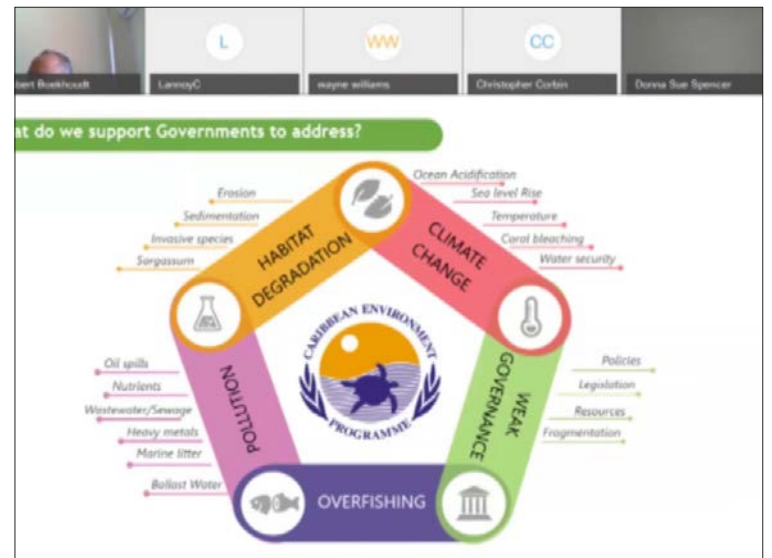 L
WW
CC
bert Boekhoudt
LannoyC
wayne williams
Christopher Corbin
Donna Sue Spencer
at do we support Governments to address?
Erosion
Sedimentation
Invasive species
Sargassum
HABITAT
DEGRADATION
Ocean Acidification
Sea level Rise
Temperature
Coral bleaching
Water security
CLIMATE
CHANGE
CARIBBEAN ENVIRONMENT
PROGRAMME
Oil spills
Nutrients
Wastewater/Sewage
Heavy metals
Marine litter
Ballast Water
POLLUTION
Policies
Legislation
Resources
Fragmentation
WEAK
GOVERNANCE
OVERFISHING